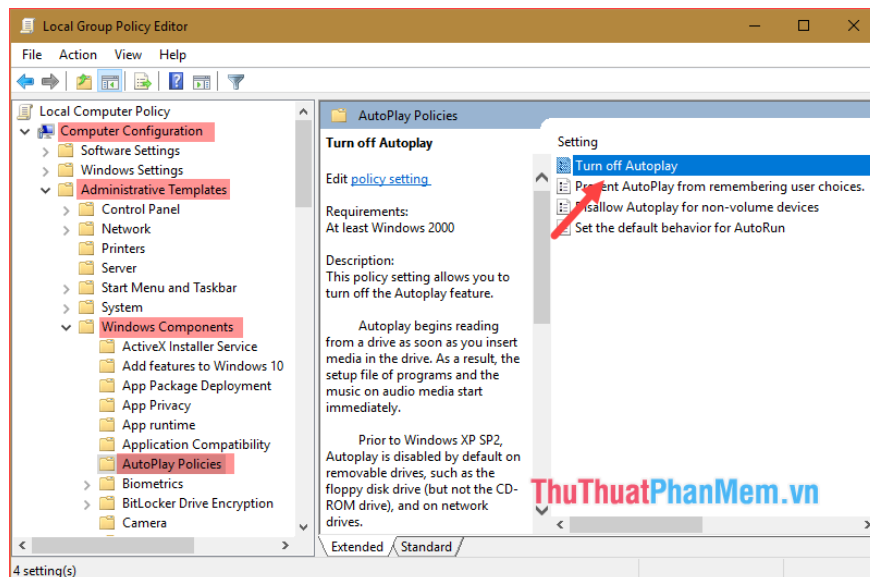 Local Group Policy Editor
File Action View Help
Local Computer Policy
Computer Configuration
Software Settings
Windows Settings
Administrative Templates
Control Panel
Network
Printers
Server
Start Menu and Taskbar
System
Windows Components
ActiveX Installer Service
Add features to Windows 10
App Package Deployment
App Privacy
App runtime
Application Compatibility
AutoPlay Policies
Biometrics
BitLocker Drive Encryption
Camera
AutoPlay Policies
Turn off Autoplay
Edit policy setting
Requirements:
At least Windows 2000
Description:
This policy setting allows you to
turn off the Autoplay feature.
Autoplay begins reading
from a drive as soon as you insert
media in the drive. As a result, the
setup file of programs and the
music on audio media start
immediately.
Prior to Windows XP SP2,
Autoplay is disabled by default on
removable drives, such as the
floppy disk drive (but not the CD-
ROM drive), and on network
drives.
Setting
Turn off Autoplay
Prevent AutoPlay from remembering user choices.
Disallow Autoplay for non-volume devices
Set the default behavior for AutoRun
ThuThuatPhanMem.vn
Extended Standard
4 setting(s)